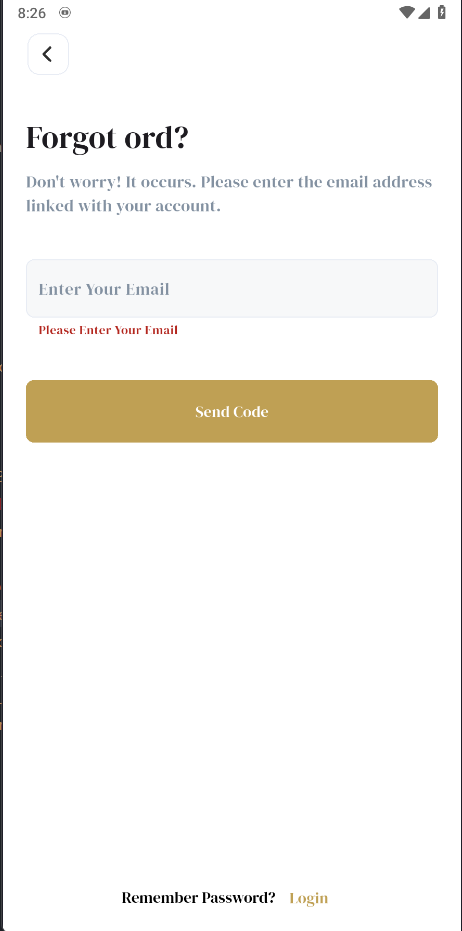 8:26
Forgot ord?
Don't worry! It occurs. Please enter the email address
linked with your account.
Enter Your Email
Please Enter Your Email
Send Code
Remember Password? Login